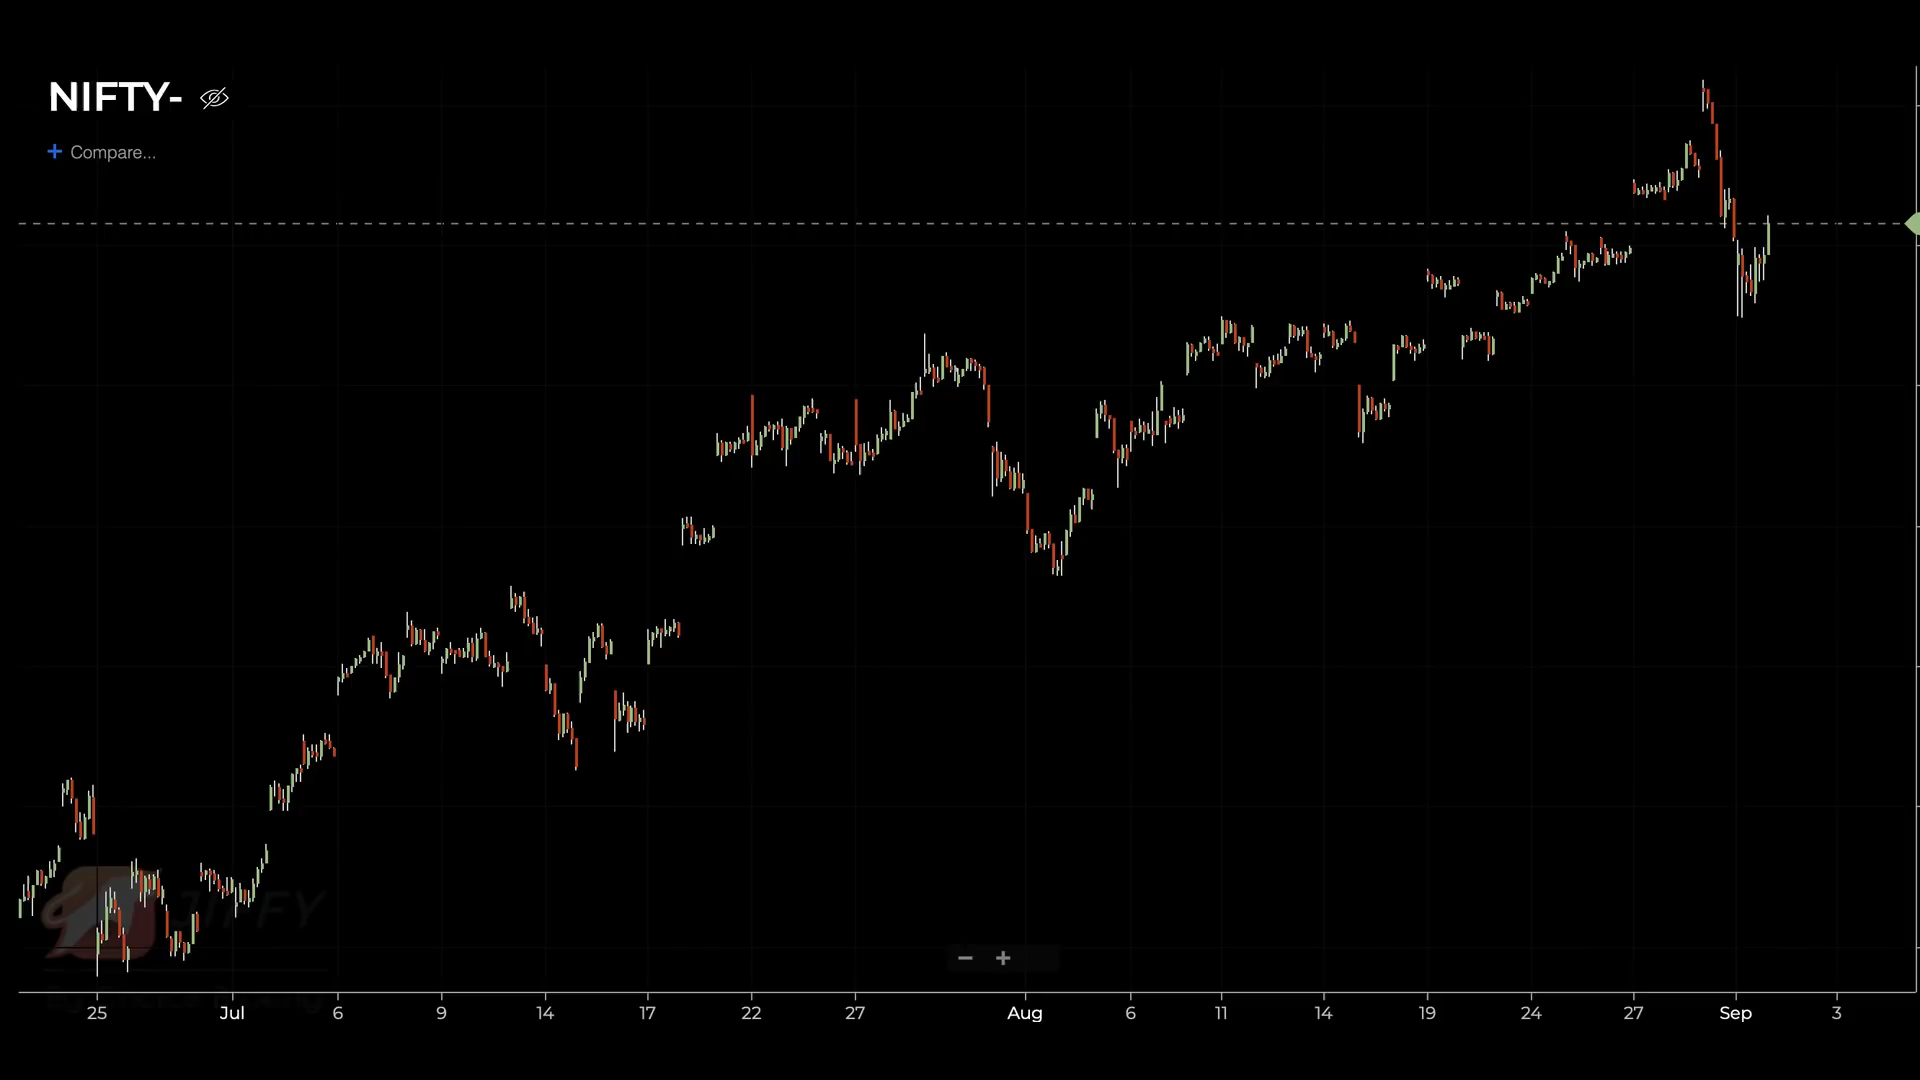 NIFTY-
+ Compare...
JIFFY
− +
25 Jul 6 9 14 17 22 27 Aug 6 11 14 19 24 27 Sep 3